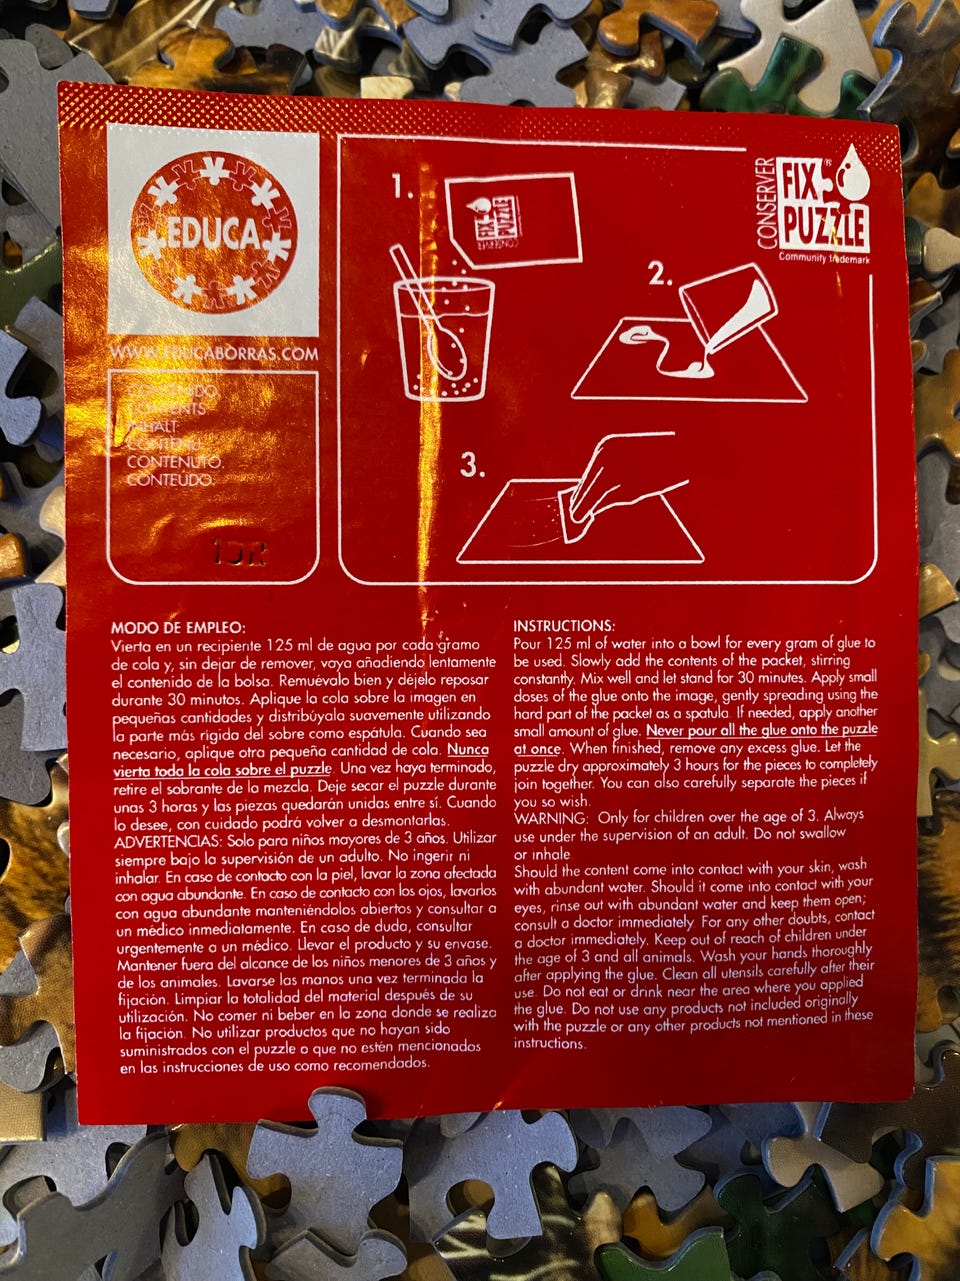 EDUCA
WWW.EDUCABORRAS.COM
CONTENIDO.
CONTENTS
INHALT:
CONTENU.
CONTENUTO.
CONTEÚDO.
1.
FIX
PUZZLE
CONSERVER
2.
3.
CONSERVER
FIX
PUZZLE
Community trademark
MODO DE EMPLEO:
Vierta en un recipiente 125 ml de agua por cada gramo
de cola y, sin dejar de remover, vaya añadiendo lentamente
el contenido de la bolsa. Remuévalo bien y déjelo reposar
durante 30 minutos. Aplique la cola sobre la imagen en
pequeñas cantidades y distribúyala suavemente utilizando
la parte más rigida del sobre como espátula. Cuando sea
necesario, aplique otra pequeña cantidad de cola. Nunca
vierta toda la cola sobre el puzzle. Una vez haya terminado,
retire el sobrante de la mezcla. Deje secar el puzzle durante
unas 3 horas y las piezas quedarán unidas entre sí. Cuando
lo desee, con cuidado podrá volver a desmontarlas.
ADVERTENCIAS: Solo para niños mayores de 3 años. Utilizar
siempre bajo la supervisión de un adulto. No ingerir ni
inhalar. En caso de contacto con la piel, lavar la zona afectada
con agua abundante. En caso de contacto con los ojos, lavarlos
con agua abundante manteniéndolos abiertos y consultar a
un médico inmediatamente. En caso de duda, consultar
urgentemente a un médico. Llevar el producto y su envase.
Mantener fuera del alcance de los niños menores de 3 años y
de los animales. Lavarse las manos una vez terminada la
fijación. Limpiar la totalidad del material después de su
utilización. No comer ni beber en la zona donde se realiza
la fijación. No utilizar productos que no hayan sido
suministrados con el puzzle o que no estén mencionados
en las instrucciones de uso como recomendados.
INSTRUCTIONS:
Pour 125 ml of water into a bowl for every gram of glue to
be used. Slowly add the contents of the packet, stirring
constantly. Mix well and let stand for 30 minutes. Apply small
doses of the glue onto the image, gently spreading using the
hard part of the packet as a spatula. If needed, apply another
small amount of glue. Never pour all the glue onto the puzzle
at once. When finished, remove any excess glue. Let the
puzzle dry approximately 3 hours for the pieces to completely
join together. You can also carefully separate the pieces if
you so wish.
WARNING: Only for children over the age of 3. Always
use under the supervision of an adult. Do not swallow
or inhale
Should the content come into contact with your skin, wash
with abundant water. Should it come into contact with your
eyes, rinse out with abundant water and keep them open;
consult a doctor immediately. For any other doubts, contact
a doctor immediately. Keep out of reach of children under
the age of 3 and all animals. Wash your hands thoroughly
after applying the glue. Clean all utensils carefully after their
use. Do not eat or drink near the area where you applied
the glue. Do not use any products not included originally
with the puzzle or any other products not mentioned in these
instructions.